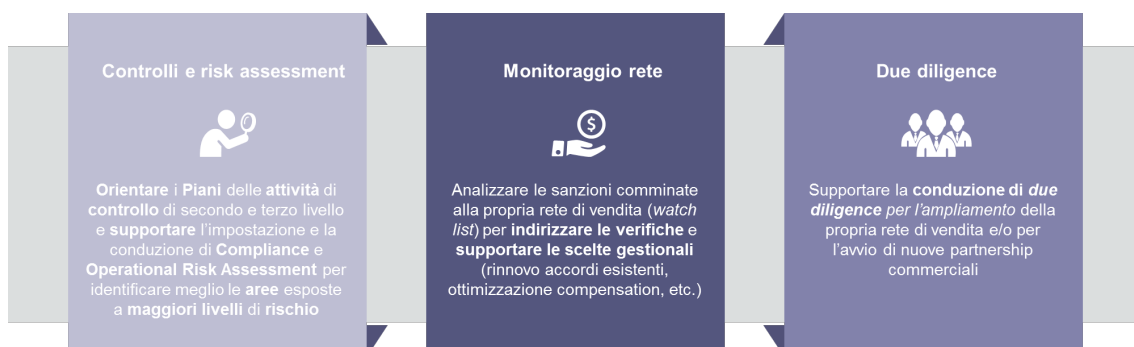 Controlli e risk assessment
Orientare i Piani delle attività di
controllo di secondo e terzo livello
e supportare l'impostazione e la
conduzione di Compliance e
Operational Risk Assessment per
identificare meglio le aree esposte
a maggiori livelli di rischio
Monitoraggio rete
$
Analizzare le sanzioni comminate
alla propria rete di vendita (watch
list) per indirizzare le verifiche e
supportare le scelte gestionali
(rinnovo accordi esistenti,
ottimizzazione compensation, etc.)
Due diligence
Supportare la conduzione di due
diligence per l'ampliamento della
propria rete di vendita e/o per
l'avvio di nuove partnership
commerciali